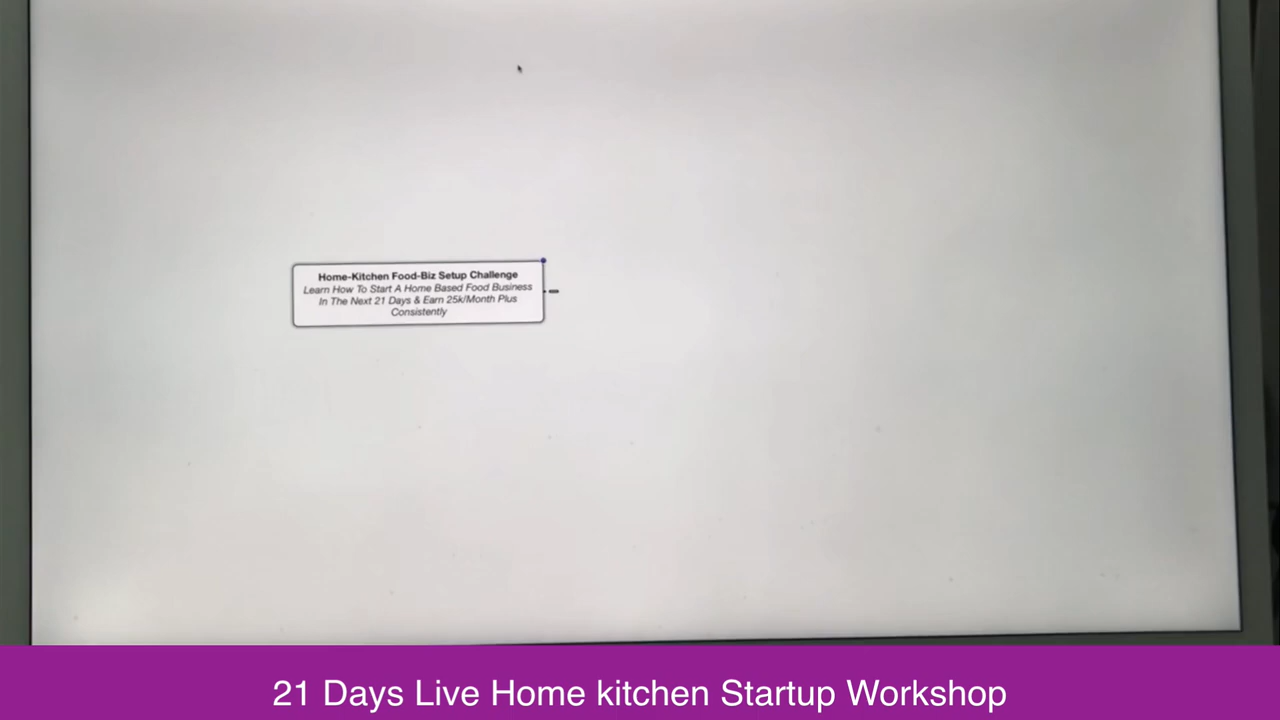 Home-Kitchen Food-Biz Setup Challenge
Learn How To Start A Home Based Food Business
In The Next 21 Days & Earn 25k/Month Plus
Consistently
21 Days Live Home kitchen Startup Workshop